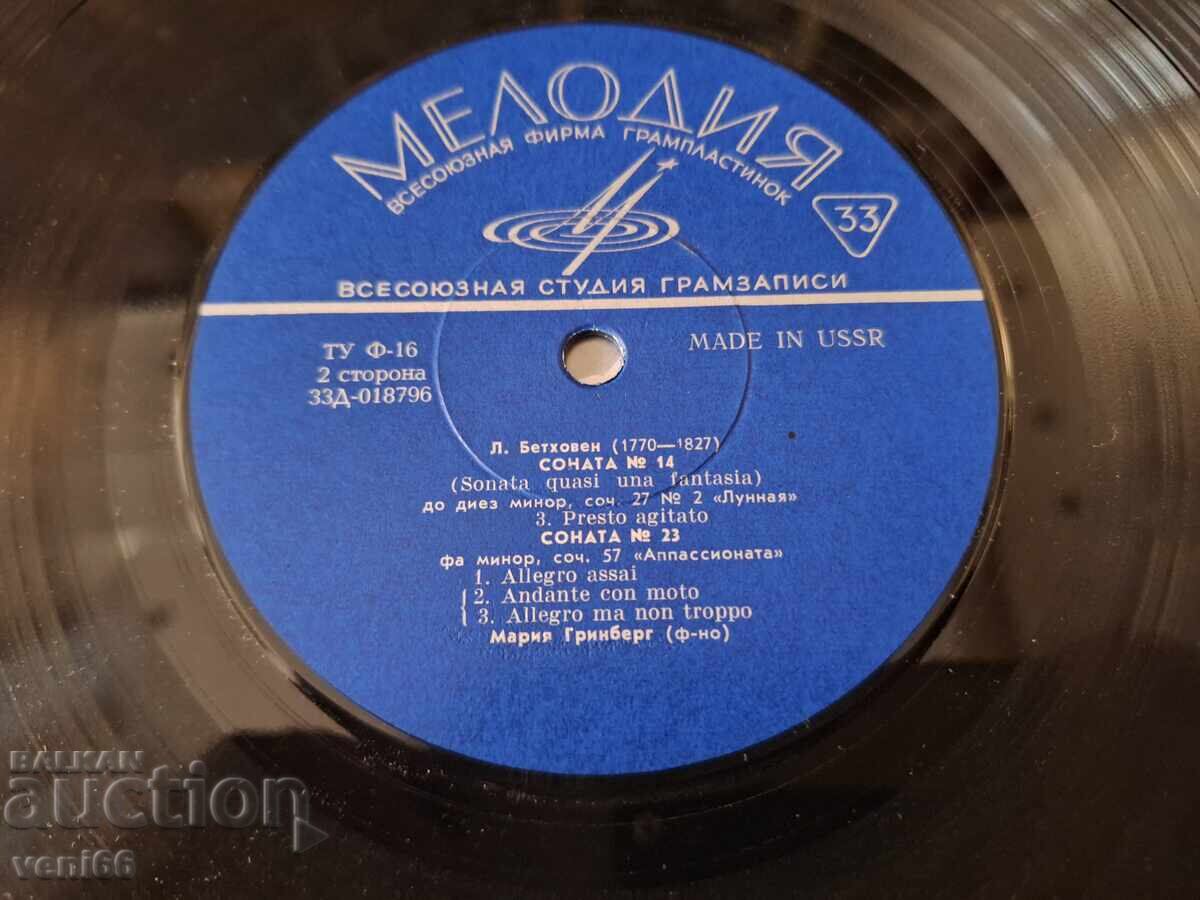 МЕЛОДИЯ
ВСЕСОЮЗНАЯ ФИРМА ГРАМПЛАСТИНОК
33
ВСЕСОЮЗНАЯ СТУДИЯ ГРАМЗАПИСИ
ТУ Ф-16
2 сторона
33Д-018796
MADE IN USSR
Л. Бетховен (1770—1827)
СОНАТА № 14
(Sonata quasi una fantasia)
до диез минор, соч. 27 № 2 «Лунная»
3. Presto agitato
СОНАТА № 23
фа минор, соч. 57 «Аппассионата»
1. Allegro assai
2. Andante con moto
3. Allegro ma non troppo
Мария Гринберг (ф-но)
BALKAN
auction
veni66